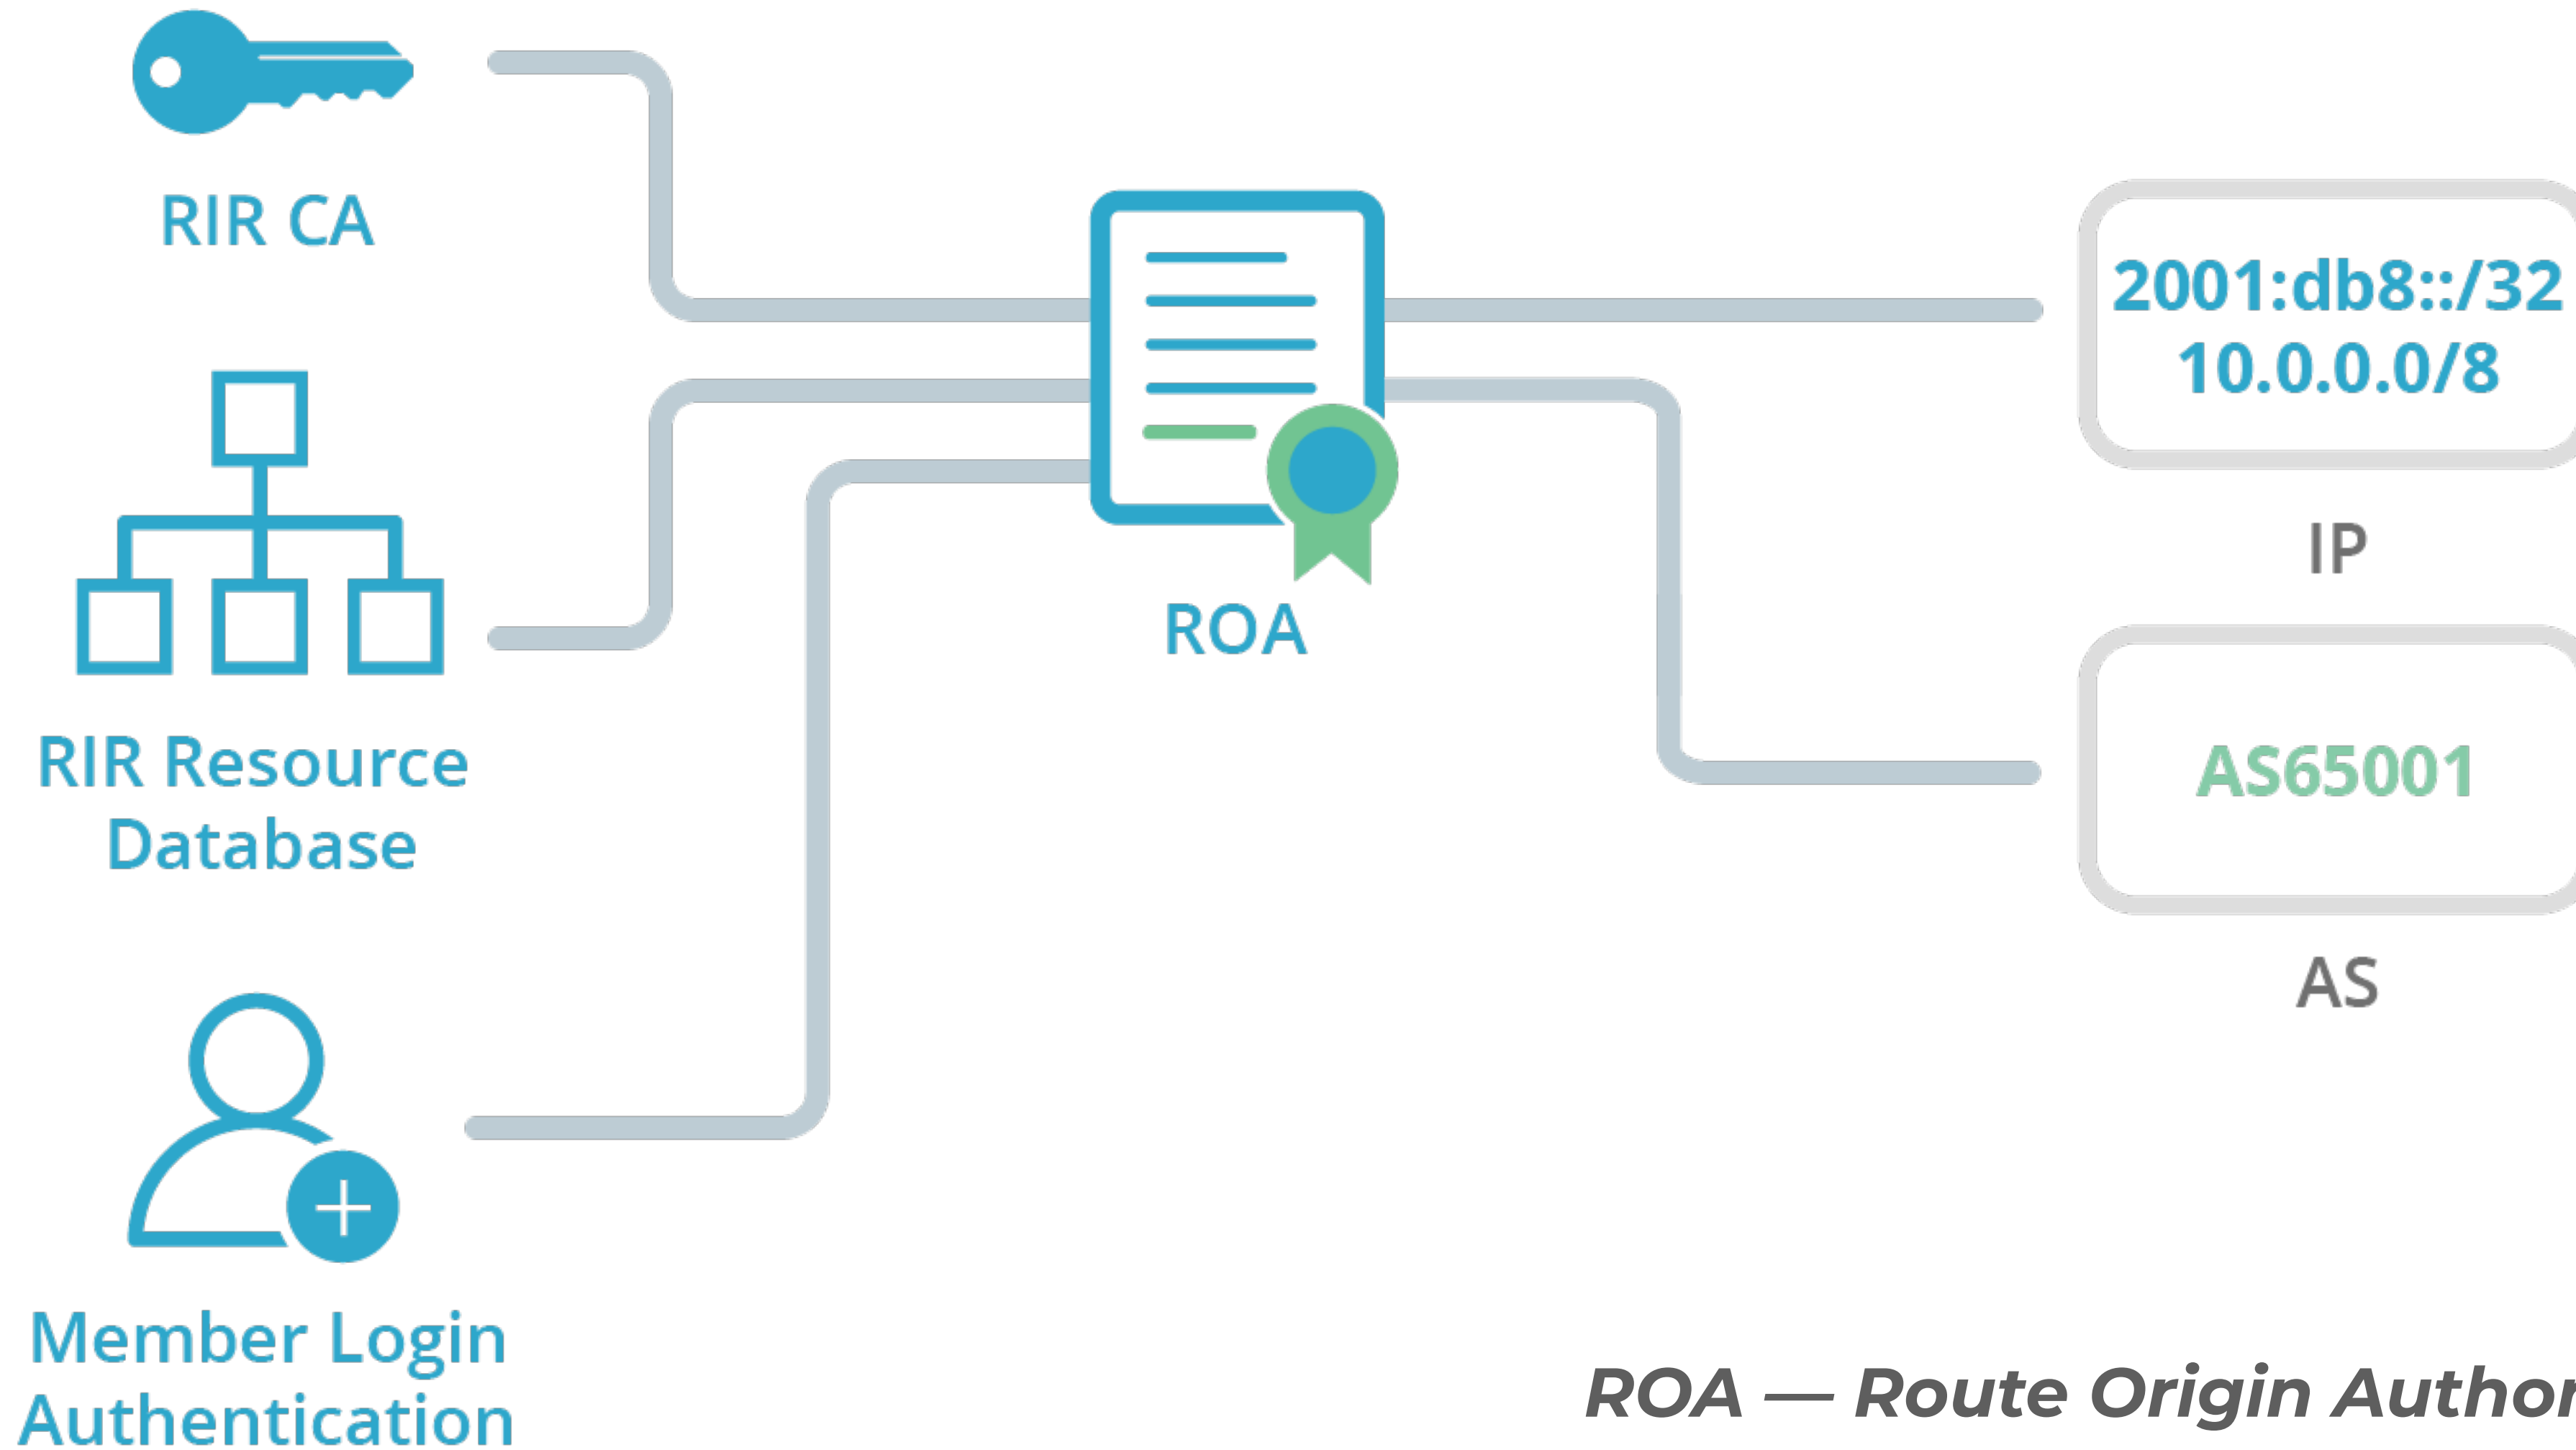 RIR CA
RIR Resource
Database
Member Login
Authentication
ROA
2001:db8::/32
10.0.0.0/8
IP
AS65001
AS
ROA — Route Origin Author